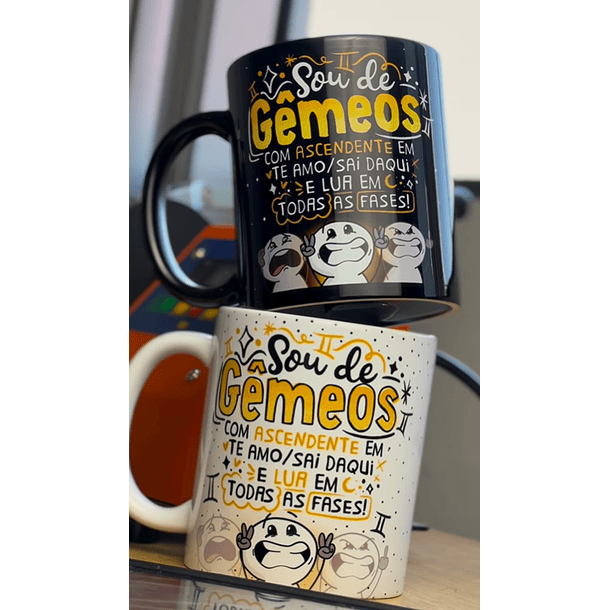 Sou de
Gêmeos
COM ASCENDENTE EM
TE AMO/SAI DAQUI
E LUA EM
TODAS AS FASES!
Sou de
Gêmeos
COM ASCENDENTE EM
TE AMO/SAI DAQUI
E LUA EM
TODAS AS FASES!